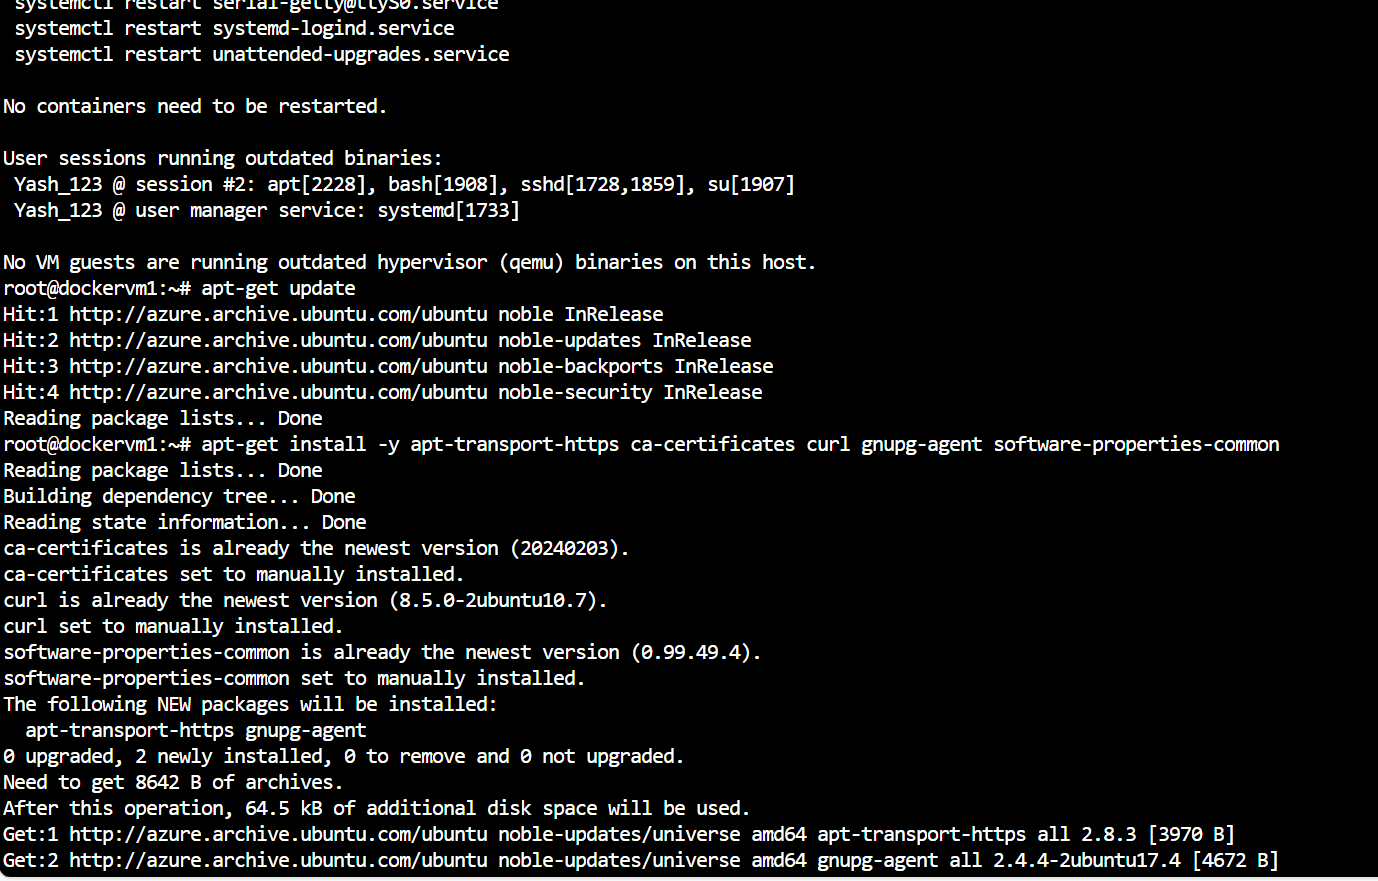 systemctl restart serial-getty@ttyS0.service
systemctl restart systemd-logind.service
systemctl restart unattended-upgrades.service
No containers need to be restarted.
User sessions running outdated binaries:
Yash_123 @ session #2: apt[2228], bash[1908], sshd[1728,1859], su[1907]
Yash_123 @ user manager service: systemd[1733]
No VM guests are running outdated hypervisor (qemu) binaries on this host.
root@dockervm1:~# apt-get update
Hit:1 http://azure.archive.ubuntu.com/ubuntu noble InRelease
Hit:2 http://azure.archive.ubuntu.com/ubuntu noble-updates InRelease
Hit:3 http://azure.archive.ubuntu.com/ubuntu noble-backports InRelease
Hit:4 http://azure.archive.ubuntu.com/ubuntu noble-security InRelease
Reading package lists... Done
root@dockervm1:~# apt-get install -y apt-transport-https ca-certificates curl gnupg-agent software-properties-common
Reading package lists... Done
Building dependency tree... Done
Reading state information... Done
ca-certificates is already the newest version (20240203).
ca-certificates set to manually installed.
curl is already the newest version (8.5.0-2ubuntu10.7).
curl set to manually installed.
software-properties-common is already the newest version (0.99.49.4).
software-properties-common set to manually installed.
The following NEW packages will be installed:
apt-transport-https gnupg-agent
0 upgraded, 2 newly installed, 0 to remove and 0 not upgraded.
Need to get 8642 B of archives.
After this operation, 64.5 kB of additional disk space will be used.
Get:1 http://azure.archive.ubuntu.com/ubuntu noble-updates/universe amd64 apt-transport-https all 2.8.3 [3970 B]
Get:2 http://azure.archive.ubuntu.com/ubuntu noble-updates/universe amd64 gnupg-agent all 2.4.4-2ubuntu17.4 [4672 B]